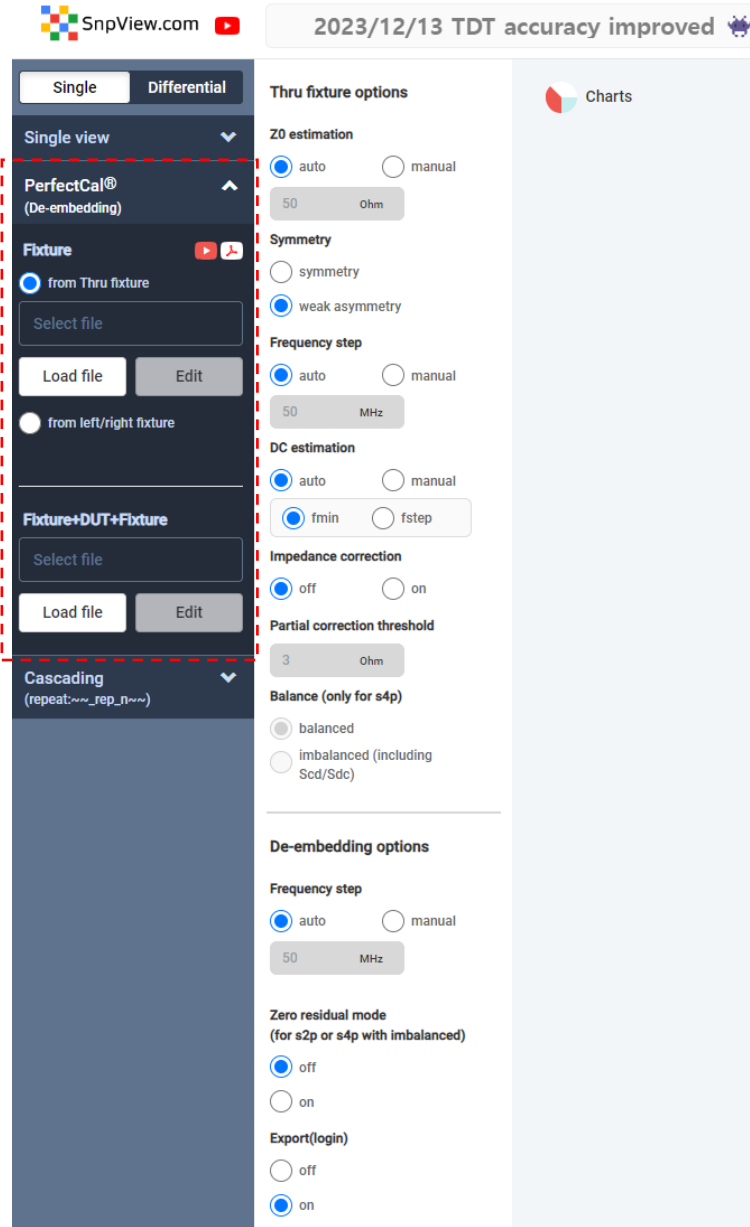 SnpView.com
2023/12/13 TDT accuracy improved
Single Differential
Single view
PerfectCal®
(De-embedding)
Fixture
from Thru fixture
Select file
Load file Edit
from left/right fixture
Fixture+DUT+Fixture
Select file
Load file Edit
Cascading
(repeat:~~_rep_n~~)
Thru fixture options
Z0 estimation
auto manual
50 Ohm
Symmetry
symmetry
weak asymmetry
Frequency step
auto manual
50 MHz
DC estimation
auto manual
fmin fstep
Impedance correction
off on
Partial correction threshold
3 Ohm
Balance (only for s4p)
balanced
imbalanced (including
Scd/Sdc)
De-embedding options
Frequency step
auto manual
50 MHz
Zero residual mode
(for s2p or s4p with imbalanced)
off
on
Export(login)
off
on
Charts